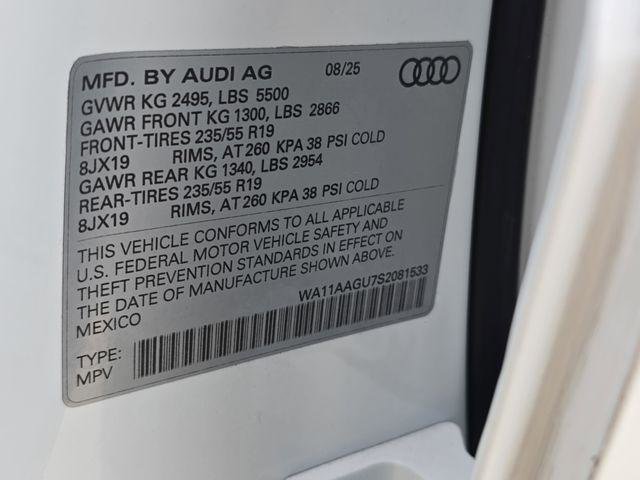 MFD. BY AUDI AG 08/25
GVWR KG 2495, LBS 5500
GAWR FRONT KG 1300, LBS 2866
FRONT-TIRES 235/55 R19
8JX19 RIMS, AT 260 KPA 38 PSI COLD
GAWR REAR KG 1340, LBS 2954
REAR-TIRES 235/55 R19
8JX19 RIMS, AT 260 KPA 38 PSI COLD
THIS VEHICLE CONFORMS TO ALL APPLICABLE
U.S. FEDERAL MOTOR VEHICLE SAFETY AND
THEFT PREVENTION STANDARDS IN EFFECT ON
THE DATE OF MANUFACTURE SHOWN ABOVE.
MEXICO WA11AAGU7S2081533
TYPE:
MPV